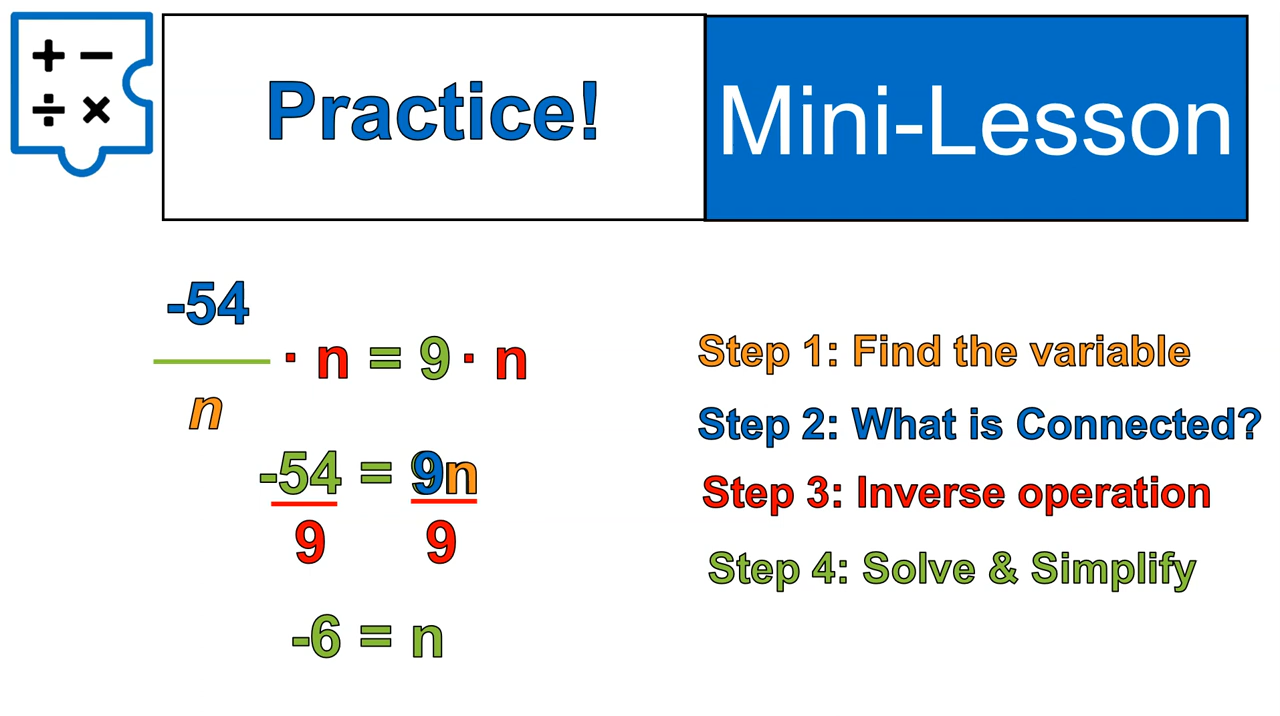 + −
÷ ×
Practice!
Mini-Lesson
-54
· n = 9 · n
n
-54 = 9n
9 9
-6 = n
Step 1: Find the variable
Step 2: What is Connected?
Step 3: Inverse operation
Step 4: Solve & Simplify